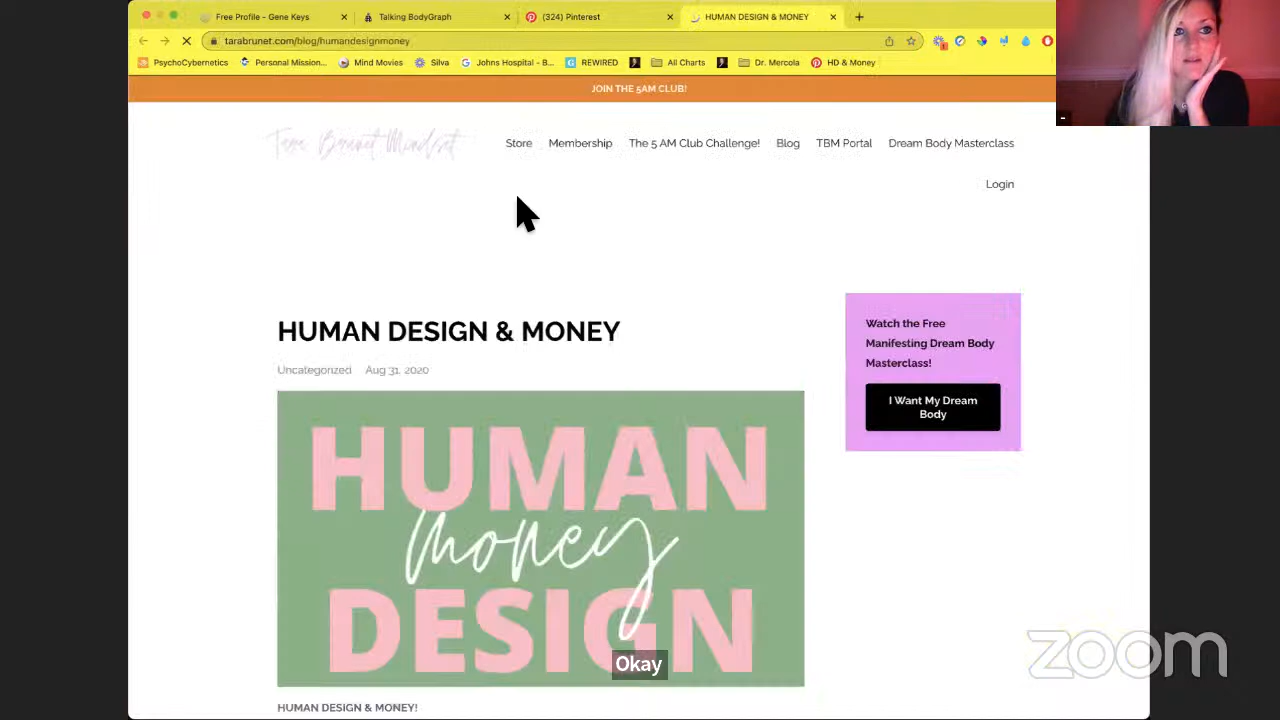 Free Profile - Gene Keys
Talking BodyGraph
(324) Pinterest
HUMAN DESIGN & MONEY
tarabrunet.com/blog/humandesignmoney
PsychoCybernetics
Personal Mission...
Mind Movies
Silva
Johns Hospital - B...
REWIRED
All Charts
Dr. Mercola
HD & Money
JOIN THE 5AM CLUB!
Tara Brunet Mindset
Store
Membership
The 5 AM Club Challenge!
Blog
TBM Portal
Dream Body Masterclass
Login
HUMAN DESIGN & MONEY
Uncategorized
Aug 31, 2020
Watch the Free
Manifesting Dream Body
Masterclass!
I Want My Dream
Body
HUMAN
money
DESIGN
Okay
HUMAN DESIGN & MONEY!
zoom